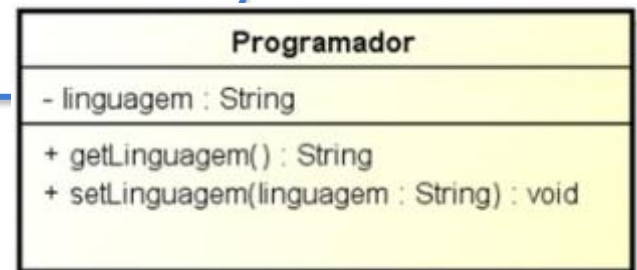 Programador
- linguagem : String
+ getLinguagem() : String
+ setLinguagem(linguagem : String) : void